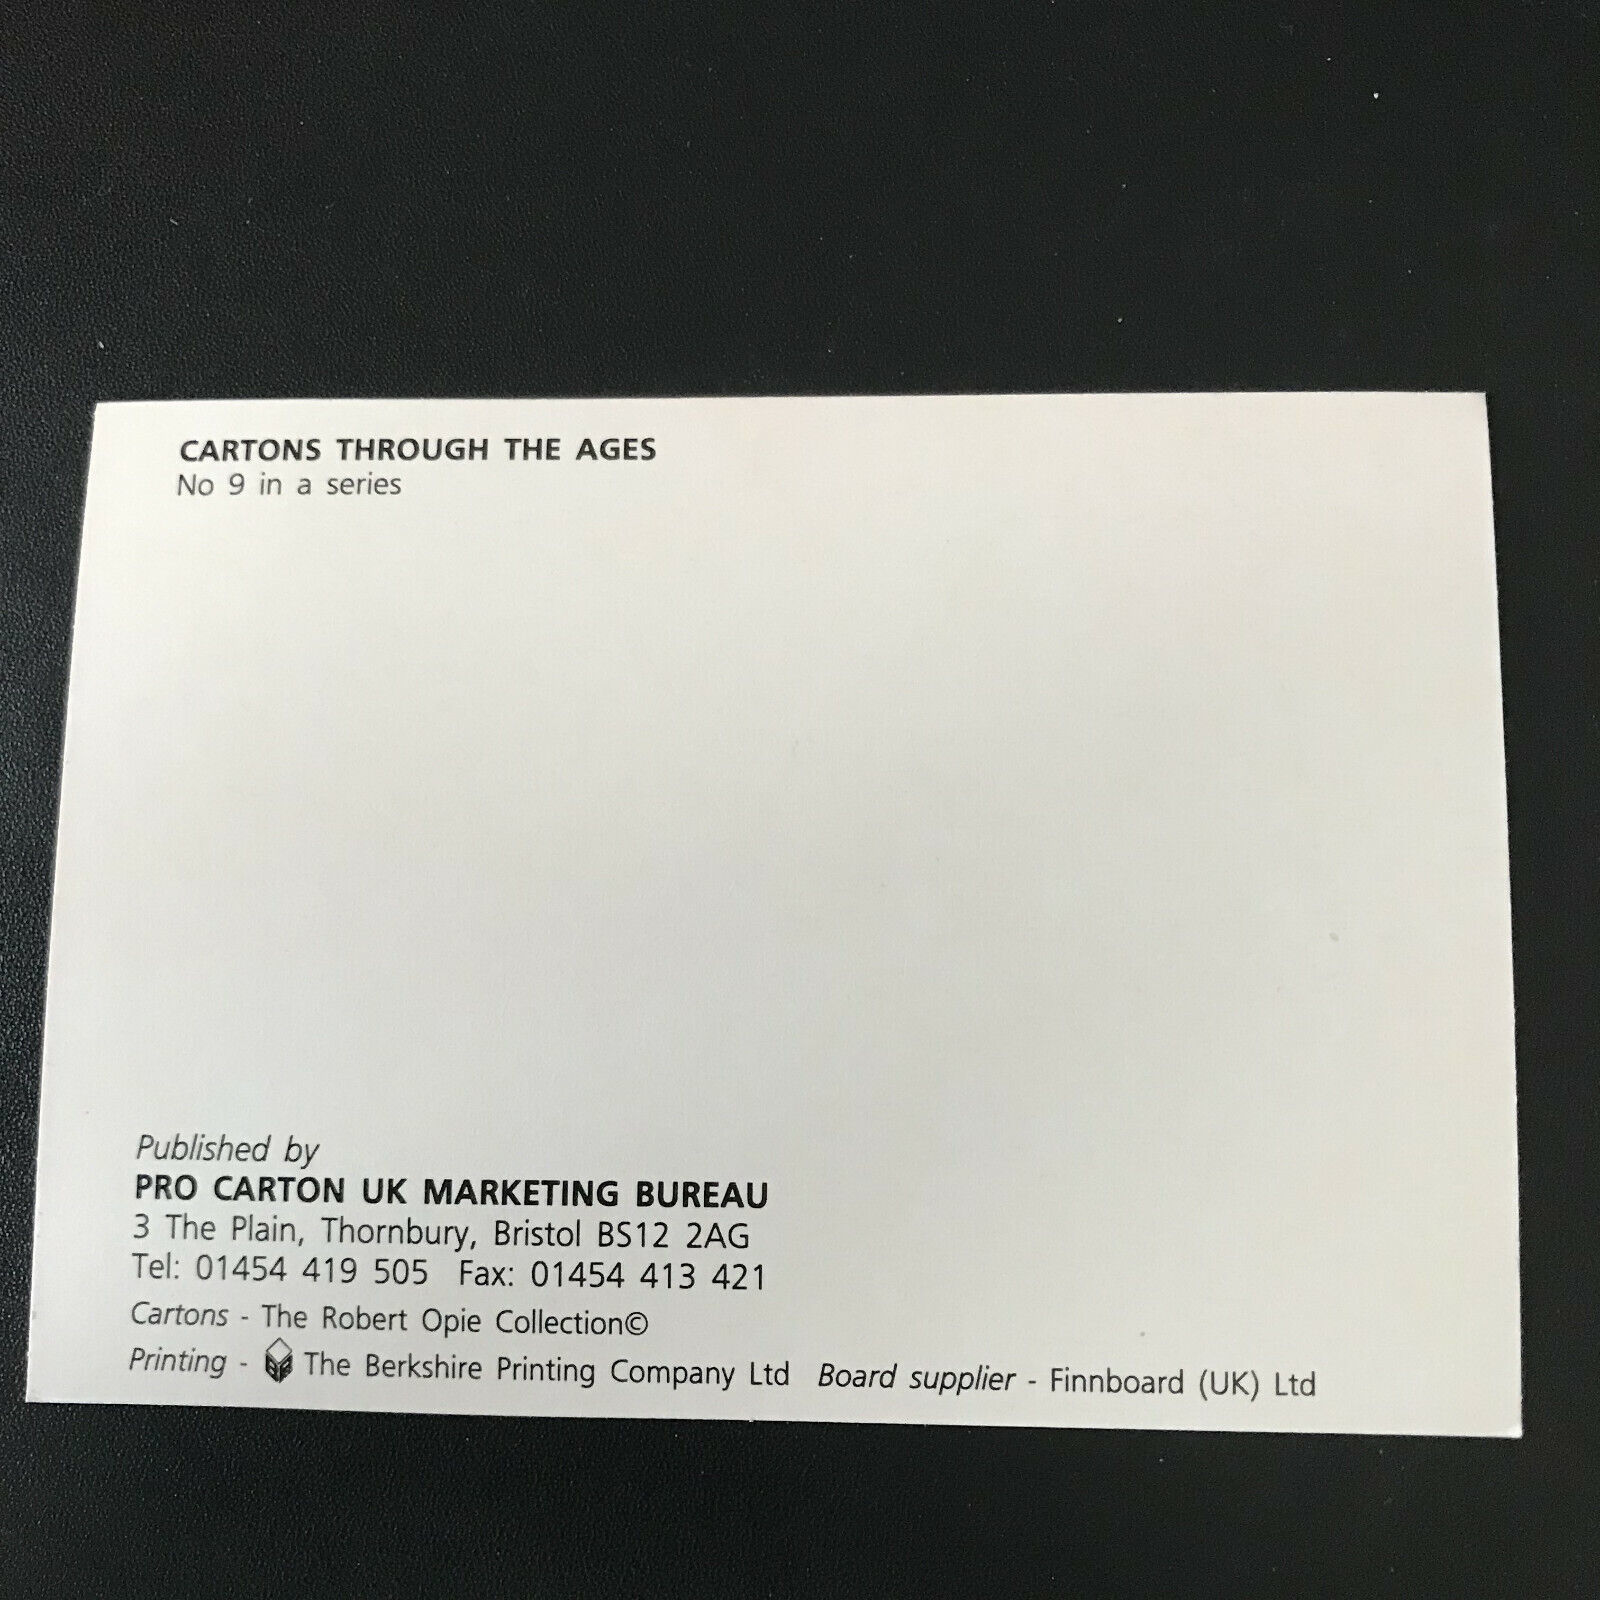 CARTONS THROUGH THE AGES
No 9 in a series
Published by
PRO CARTON UK MARKETING BUREAU
3 The Plain, Thornbury, Bristol BS12 2AG
Tel: 01454 419 505 Fax: 01454 413 421
Cartons - The Robert Opie Collection©
Printing - The Berkshire Printing Company Ltd Board supplier - Finnboard (UK) Ltd